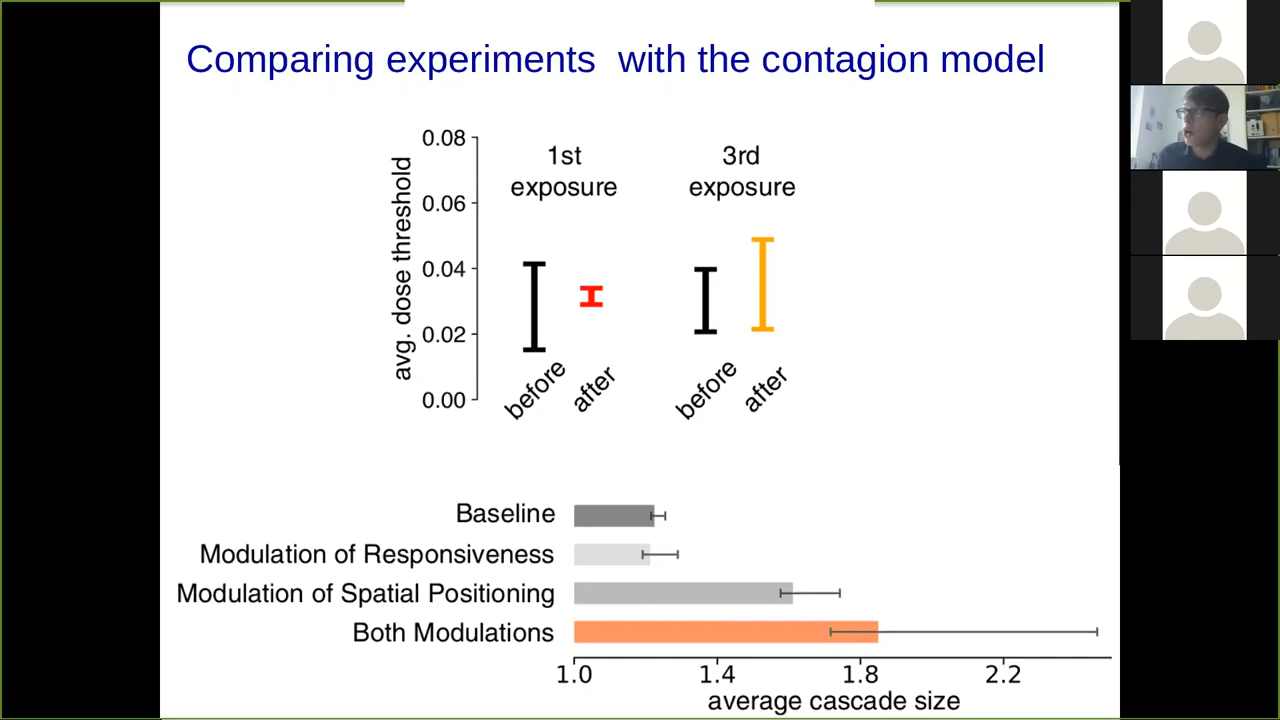 Comparing experiments with the contagion model
avg. dose threshold
0.08
0.06
0.04
0.02
0.00
1st
exposure
3rd
exposure
before
after
before
after
Baseline
Modulation of Responsiveness
Modulation of Spatial Positioning
Both Modulations
1.0 1.4 1.8 2.2
average cascade size